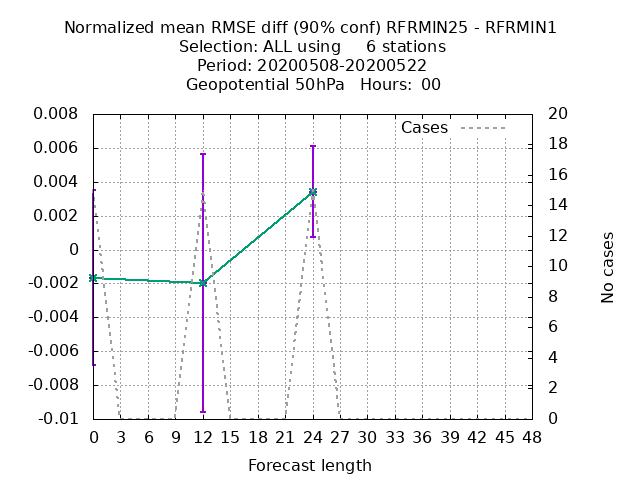 Normalized mean RMSE diff (90% conf) RFRMIN25 - RFRMIN1
Selection: ALL using     6 stations
Period: 20200508-20200522
Geopotential 50hPa   Hours:  00
Cases
0.008
0.006
0.004
0.002
0
-0.002
-0.004
-0.006
-0.008
-0.01
20
18
16
14
12
10
8
6
4
2
0
No cases
0 3 6 9 12 15 18 21 24 27 30 33 36 39 42 45 48
Forecast length